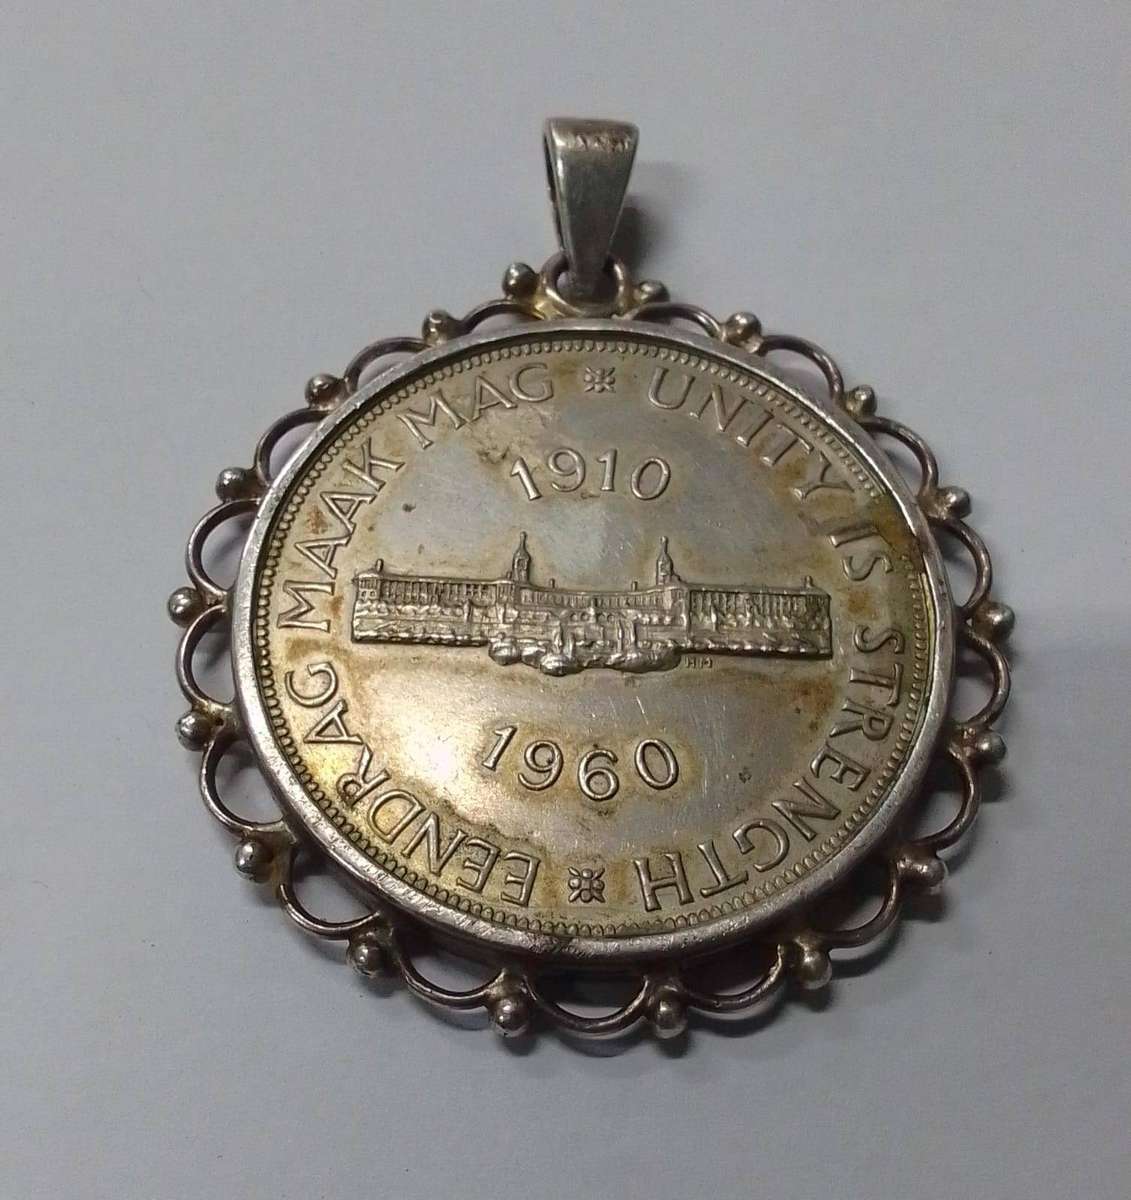 EENDRAG MAAK MAG
UNITY IS STRENGTH
1910
HM
1960